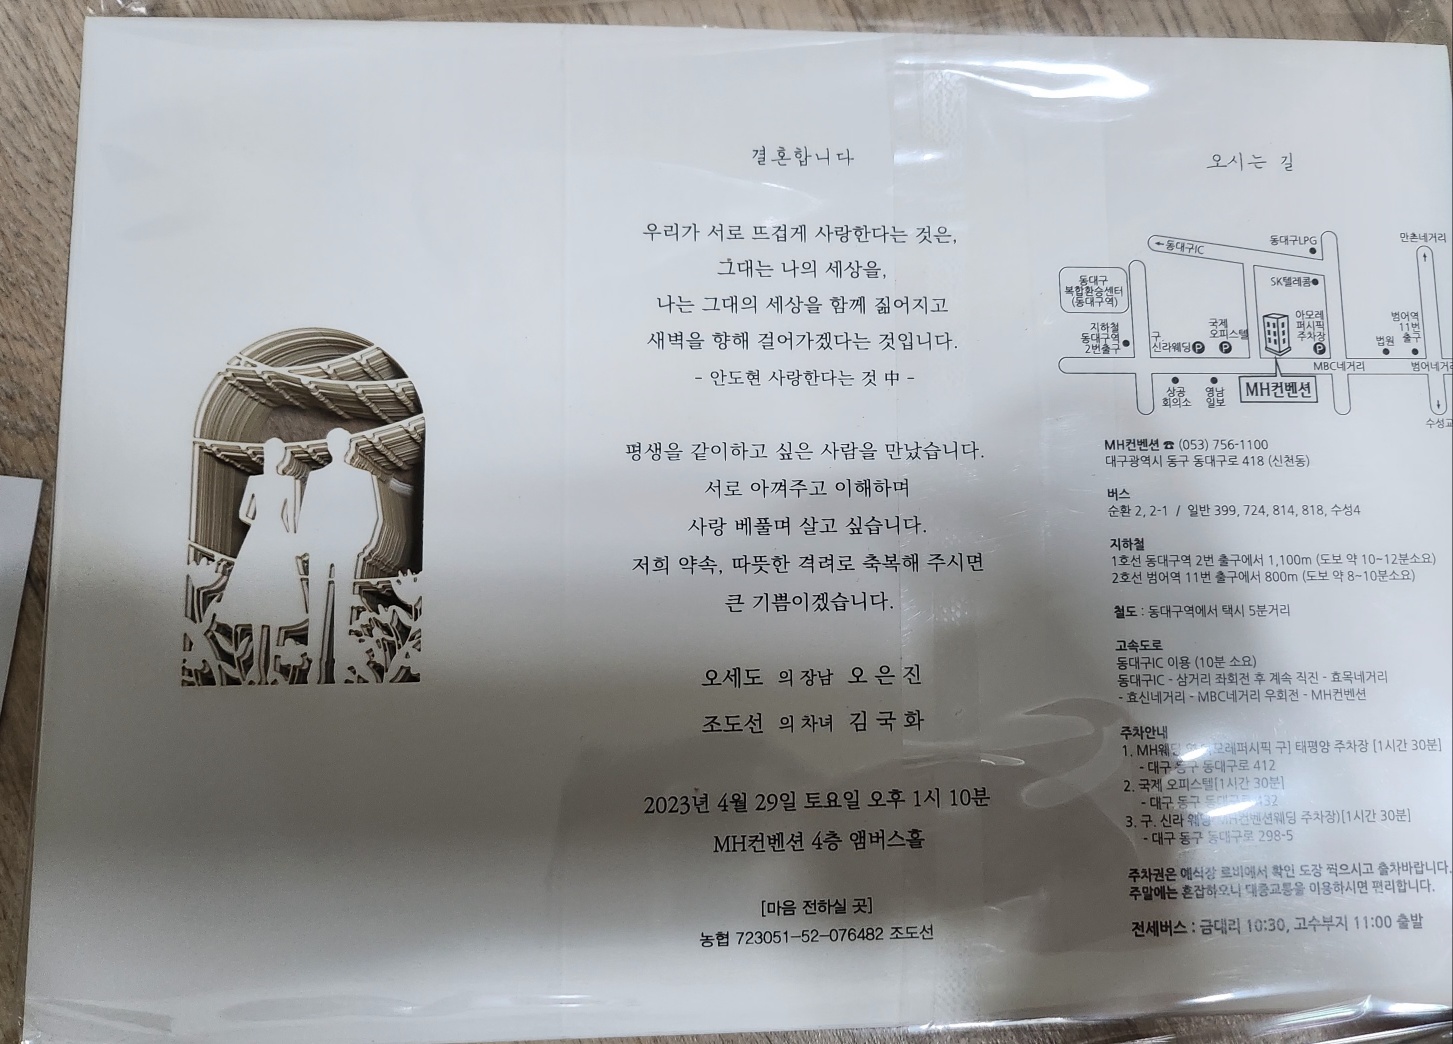 결혼합니다
우리가 서로 뜨겁게 사랑한다는 것은,
그대는 나의 세상을,
나는 그대의 세상을 함께 짊어지고
새벽을 향해 걸어가겠다는 것입니다.
- 안도현 사랑한다는 것 中 -
평생을 같이하고 싶은 사람을 만났습니다.
서로 아껴주고 이해하며
사랑 베풀며 살고 싶습니다.
저희 약속, 따뜻한 격려로 축복해 주시면
큰 기쁨이겠습니다.
오세도 의 장남 오은진
조도선 의 차녀 김국화
2023년 4월 29일 토요일 오후 1시 10분
MH컨벤션 4층 앰버스홀
[마음 전하실 곳]
농협 723051-52-076482 조도선
오시는 길
←동대구IC
동대구LPG
만촌네거리
동대구
복합환승센터
(동대구역)
SK텔레콤
지하철
동대구역
2번출구
구.
신라웨딩 P
국제
오피스텔
P
아모레
퍼시픽
주차장
P
법원
범어역
11번
출구
MBC네거리
범어네거리
상공
회의소
영남
일보
MH컨벤션
수성교
MH컨벤션 ☎ (053) 756-1100
대구광역시 동구 동대구로 418 (신천동)
버스
순환 2, 2-1 / 일반 399, 724, 814, 818, 수성4
지하철
1호선 동대구역 2번 출구에서 1,100m (도보 약 10~12분소요)
2호선 범어역 11번 출구에서 800m (도보 약 8~10분소요)
철도 : 동대구역에서 택시 5분거리
고속도로
동대구IC 이용 (10분 소요)
동대구IC - 삼거리 좌회전 후 계속 직진 - 효목네거리
- 효신네거리 - MBC네거리 우회전 - MH컨벤션
주차안내
1. MH웨딩 구] 태평양 주차장 [1시간 30분]
- 대구 동구 동대구로 412
2. 국제 오피스텔[1시간 30분]
- 대구 동구
3. 구. 신라 웨딩 MH컨벤션웨딩 주차장)[1시간 30분]
- 대구 동구 동대구로 298-5
주차권은 예식장 로비에서 확인 도장 찍으시고 출차바랍니다.
주말에는 혼잡하오니 대중교통을 이용하시면 편리합니다.
전세버스 : 금대리 10:30, 고수부지 11:00 출발